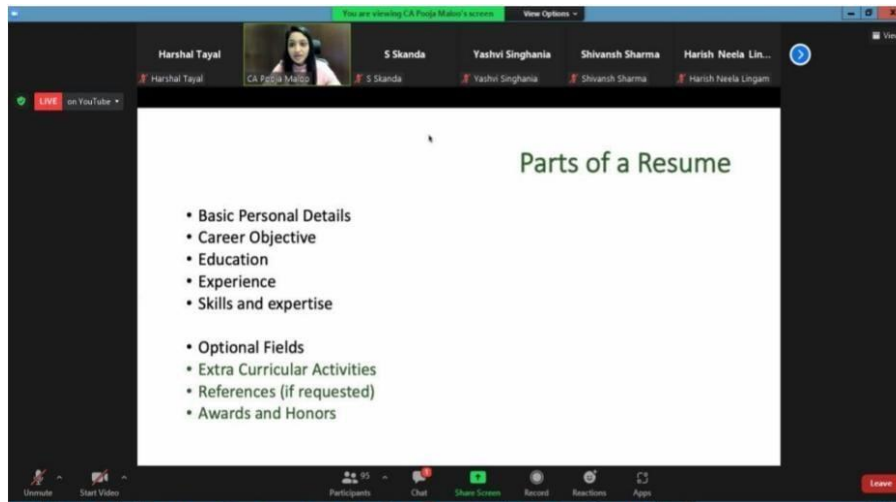 You are viewing CA Pooja Maloo's screen
View Options
View
Harshal Tayal
S Skanda
Yashvi Singhania
Shivansh Sharma
Harish Neela Lin...
Harshal Tayal
CA Pooja Maloo
S Skanda
Yashvi Singhania
Shivansh Sharma
Harish Neela Lingam
LIVE on YouTube
Parts of a Resume
• Basic Personal Details
• Career Objective
• Education
• Experience
• Skills and expertise
• Optional Fields
• Extra Curricular Activities
• References (if requested)
• Awards and Honors
95
1
Unmute
Start Video
Participants
Chat
Share Screen
Record
Reactions
Apps
Leave